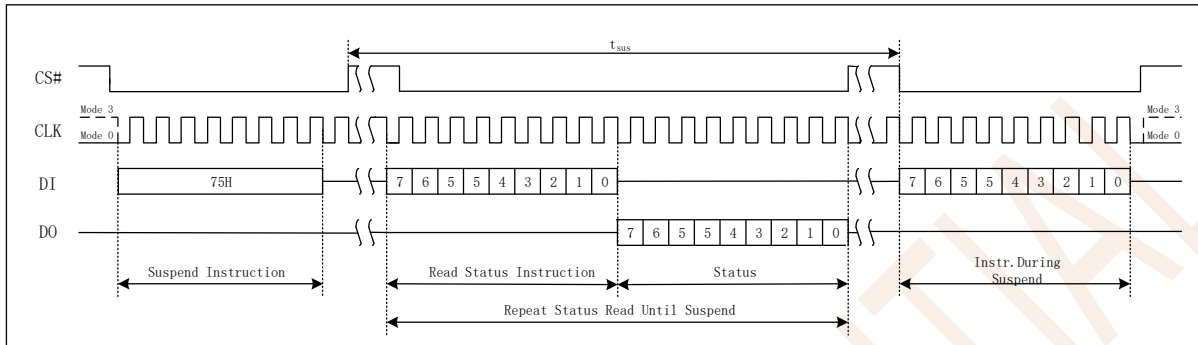 t_sus
CS#
Mode 3
Mode 3
CLK
Mode 0
Mode 0
DI
75H
7 6 5 5 4 3 2 1 0
7 6 5 5 4 3 2 1 0
DO
7 6 5 5 4 3 2 1 0
Suspend Instruction
Read Status Instruction
Status
Instr.During
Suspend
Repeat Status Read Until Suspend